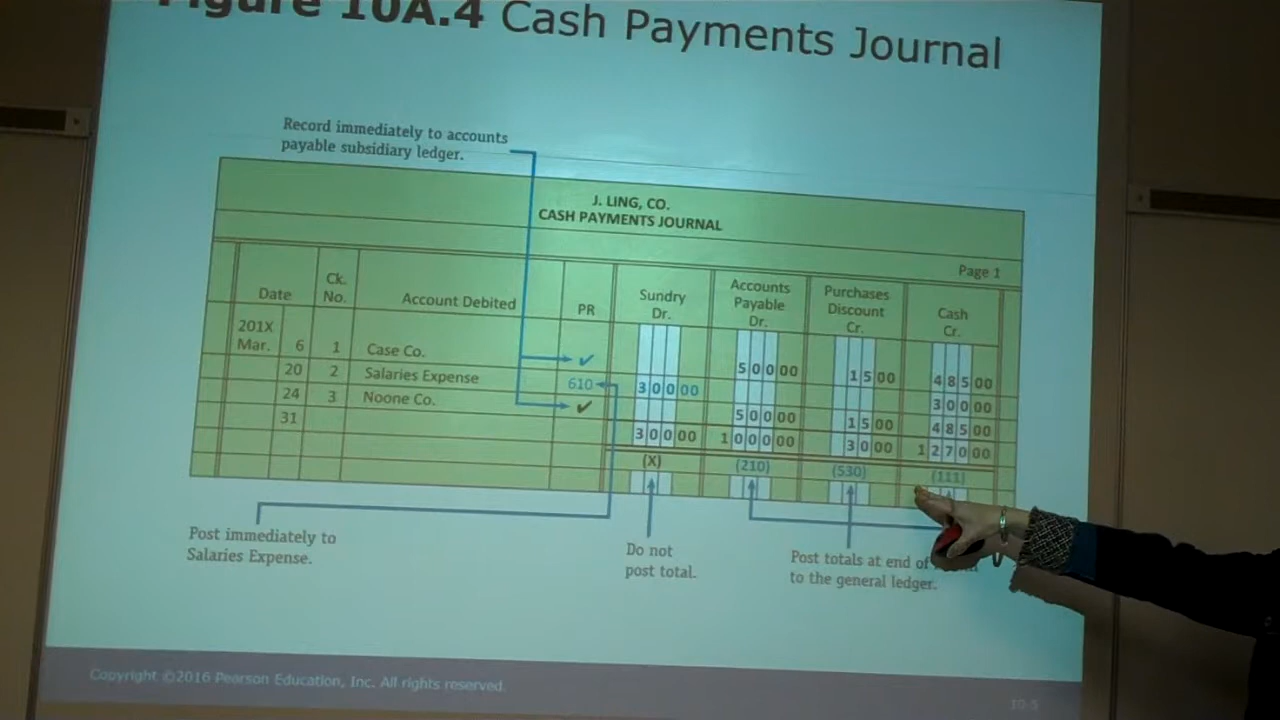 Figure 10A.4 Cash Payments Journal
Record immediately to accounts
payable subsidiary ledger.
J. LING, CO.
CASH PAYMENTS JOURNAL
Page 1
Date Ck. No. Account Debited PR Sundry Dr. Accounts Payable Dr. Purchases Discount Cr. Cash Cr.
201X
Mar. 6 1 Case Co. ✓ 500 00 15 00 485 00
20 2 Salaries Expense 610 300 00 300 00
24 3 Noone Co. ✓ 500 00 15 00 485 00
31 300 00 1000 00 30 00 1270 00
(X) (210) (530) (111)
Post immediately to
Salaries Expense.
Do not
post total.
Post totals at end of
to the general ledger.
Copyright ©2016 Pearson Education, Inc. All rights reserved.
10-5